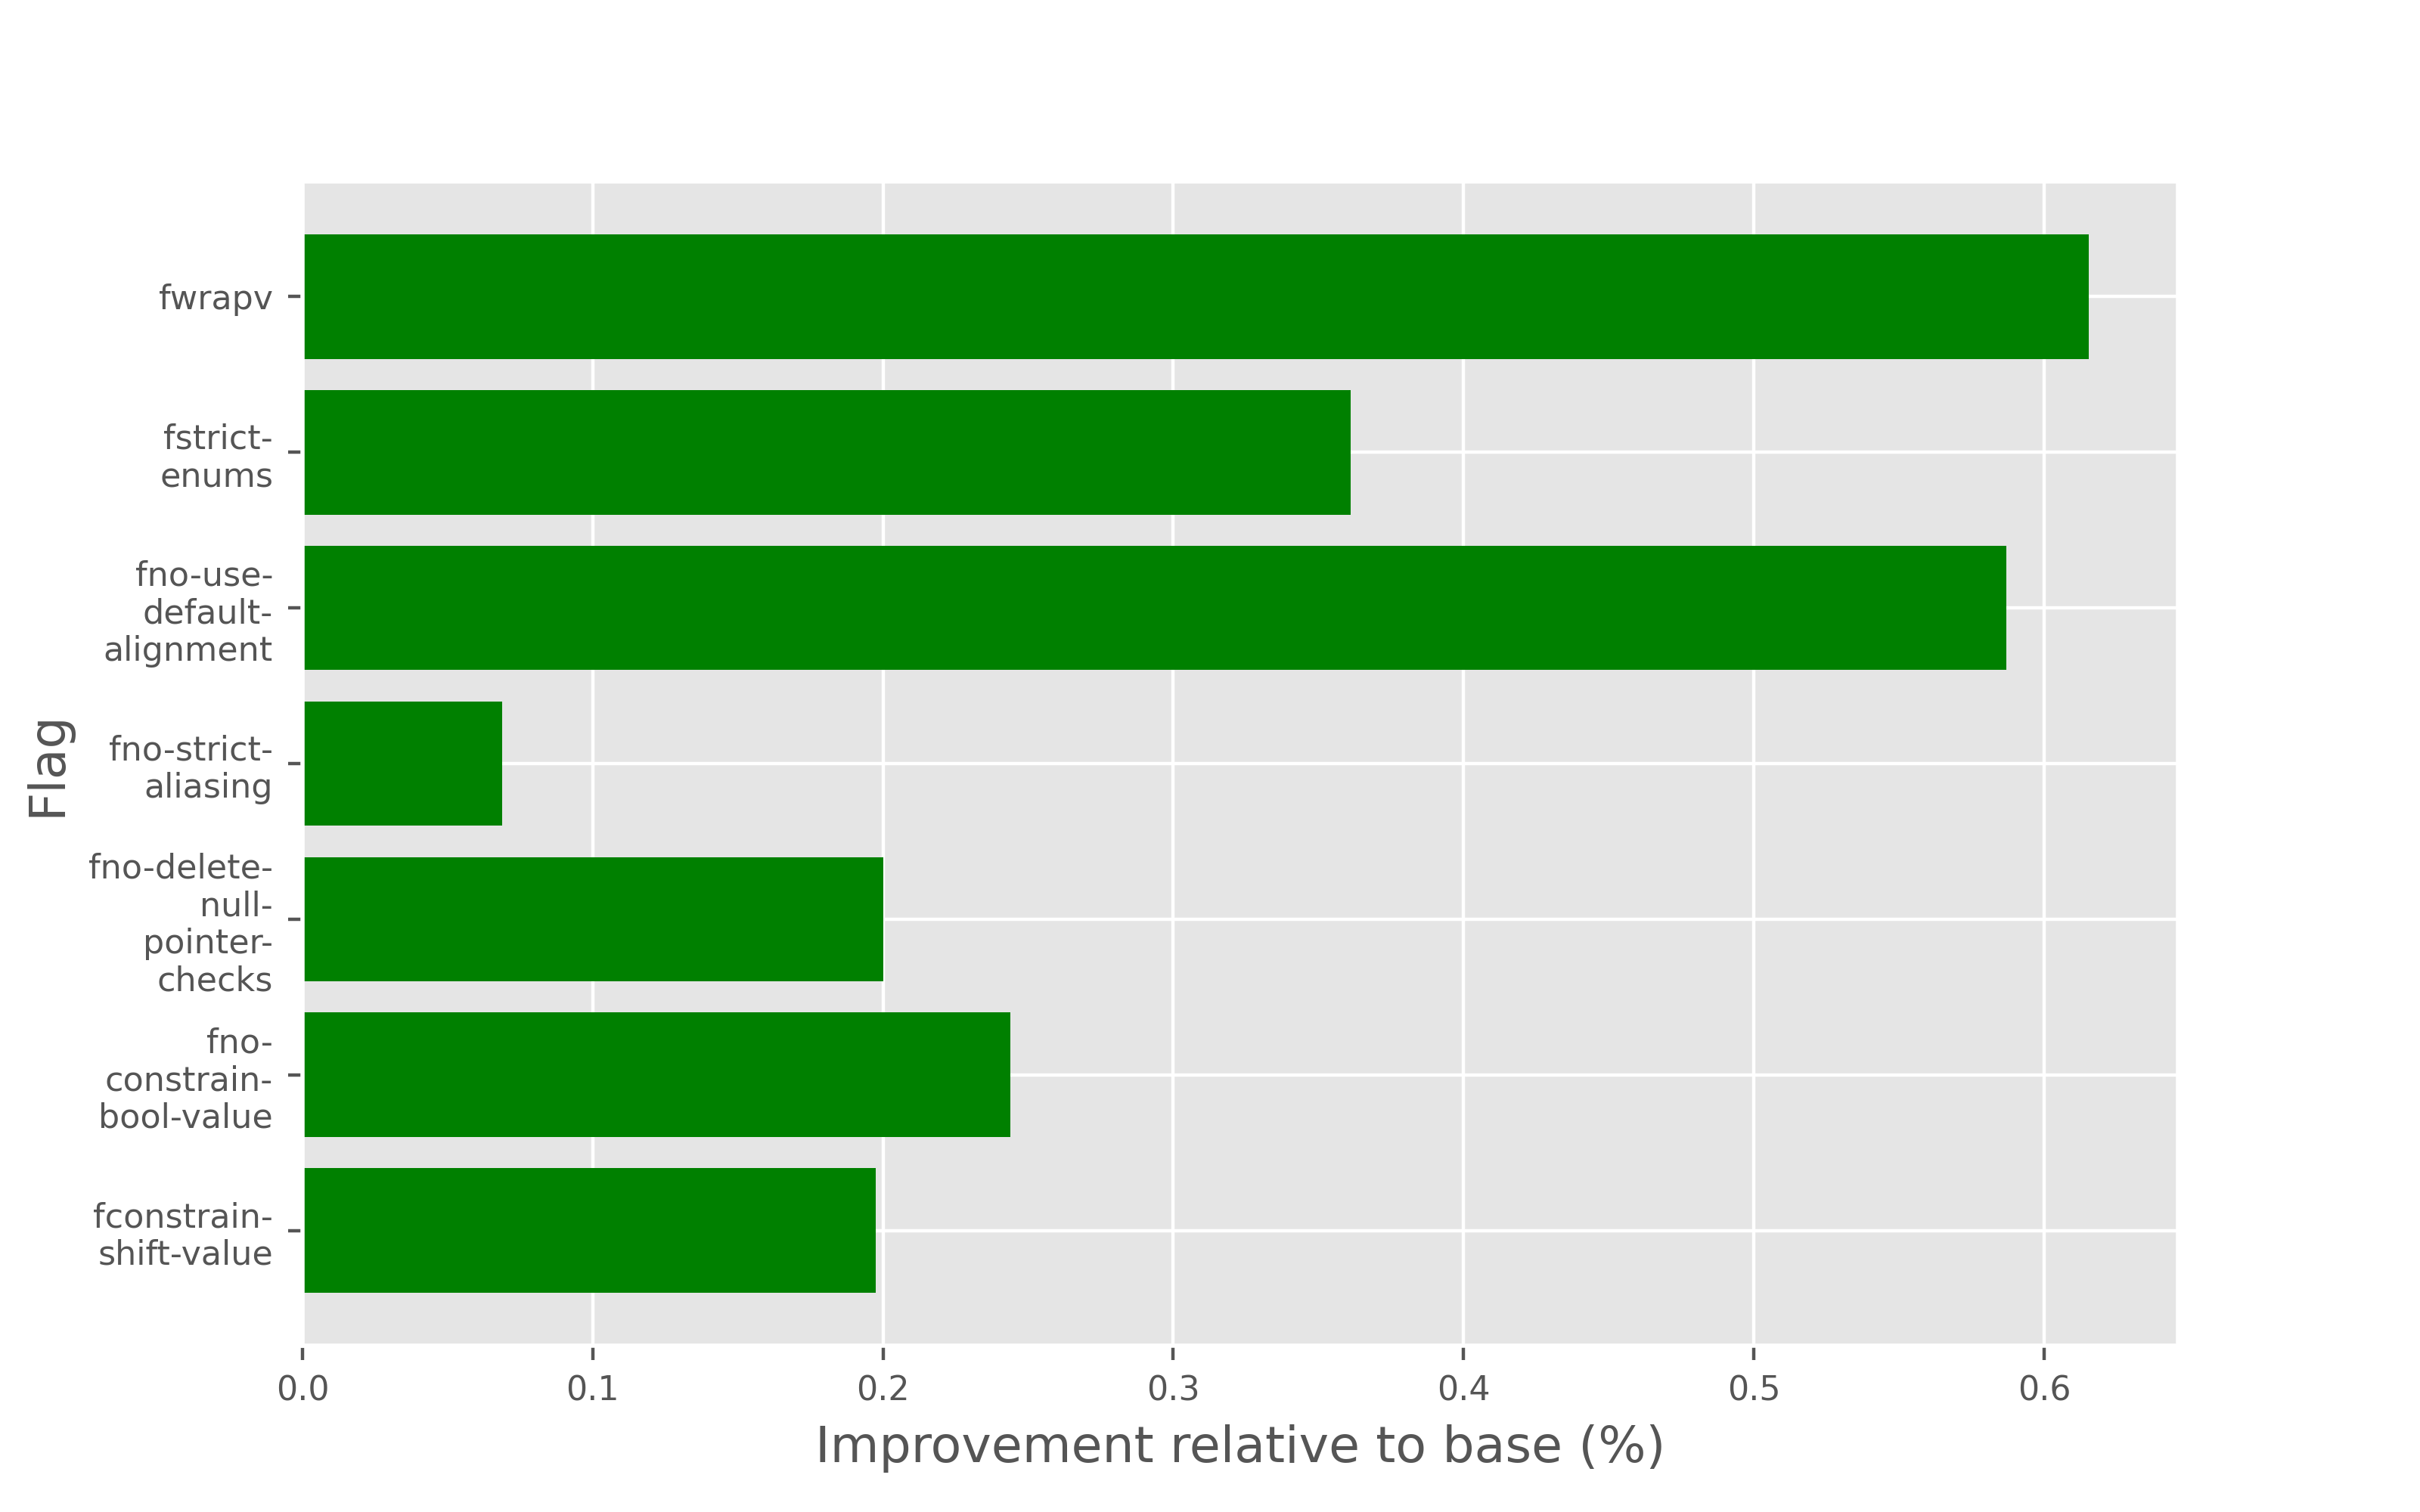 fwrapv
fstrict-
enums
fno-use-
default-
alignment
Flag
fno-strict-
aliasing
fno-delete-
null-
pointer-
checks
fno-
constrain-
bool-value
fconstrain-
shift-value
0.0 0.1 0.2 0.3 0.4 0.5 0.6
Improvement relative to base (%)